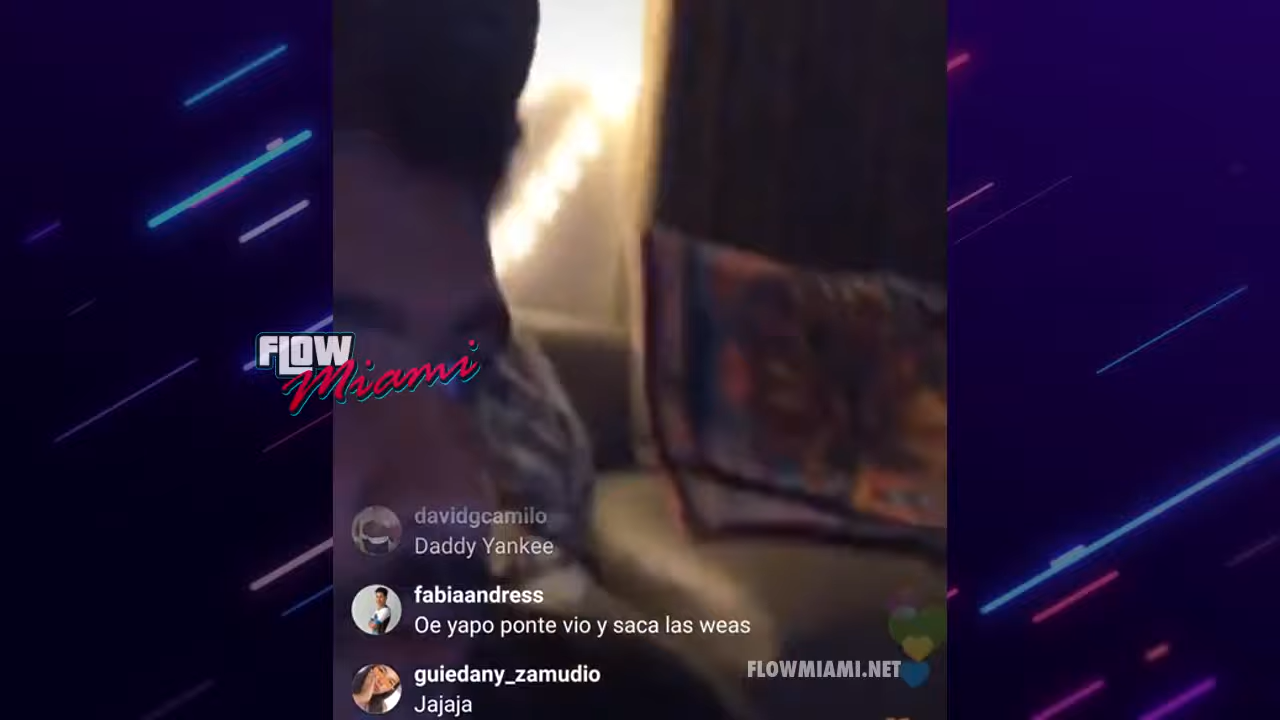 FLOW
Miami
davidgcamilo
Daddy Yankee
fabiaandress
Oe yapo ponte vio y saca las weas
guiedany_zamudio
Jajaja
FLOWMIAMI.NET